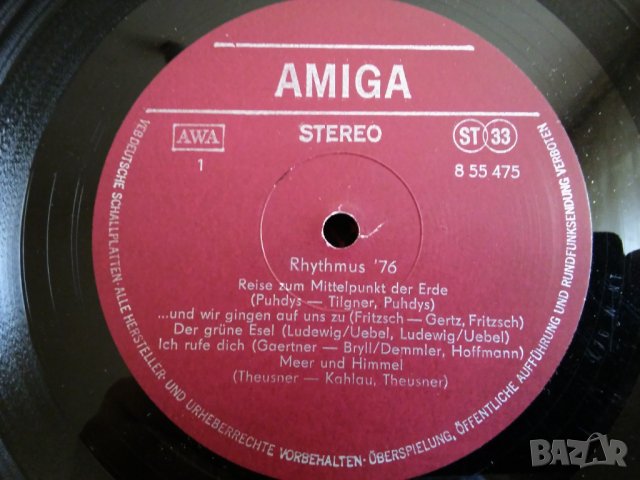 AMIGA
AWA
STEREO
ST 33
1
8 55 475
Rhythmus '76
Reise zum Mittelpunkt der Erde
(Puhdys — Tilgner, Puhdys)
...und wir gingen auf uns zu (Fritzsch — Gertz, Fritzsch)
Der grüne Esel (Ludwig/Uebel, Ludwig/Uebel)
Ich rufe dich (Gaertner — Bryll/Demmler, Hoffmann)
Meer und Himmel
(Theusner — Kahlau, Theusner)
VEB DEUTSCHE SCHALLPLATTEN · ALLE HERSTELLER- UND URHEBERRECHTE VORBEHALTEN · ÜBERSPIELUNG, ÖFFENTLICHE AUFFÜHRUNG UND RUNDFUNKSENDUNG VERBOTEN
BAZAR